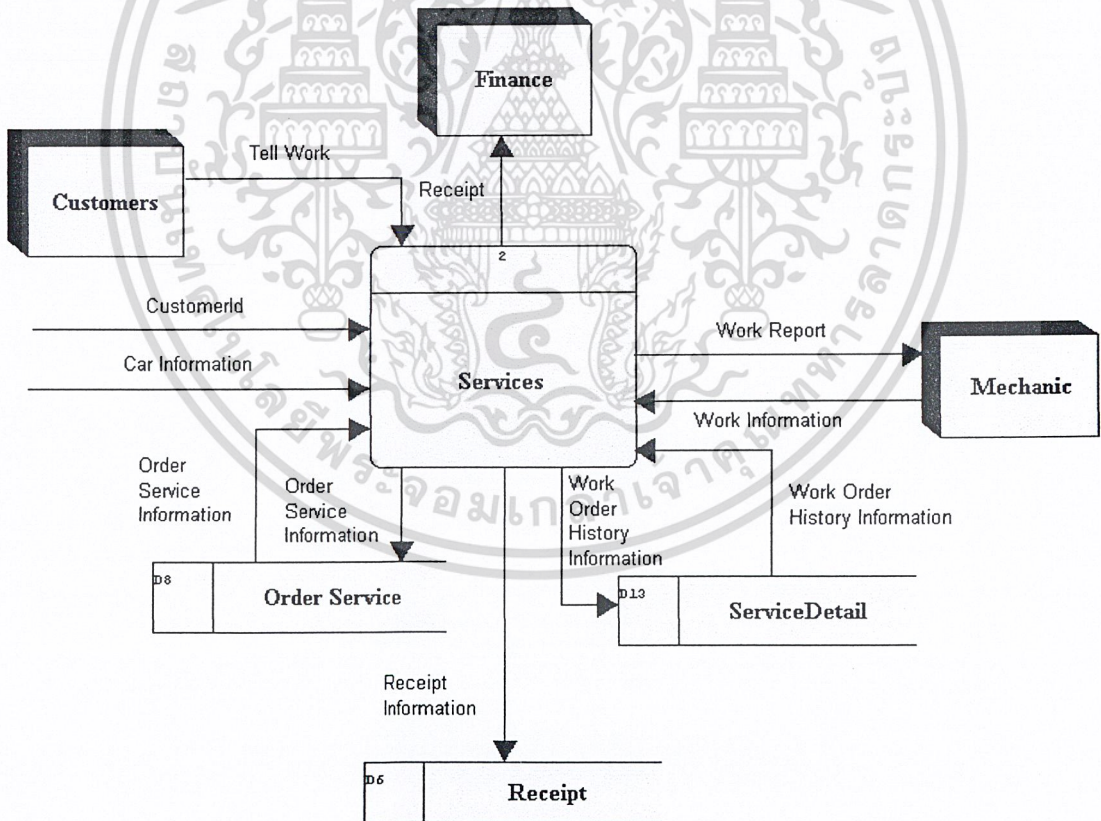 Finance
Customers
Tell Work
Receipt
2
Services
CustomerId
Car Information
Work Report
Mechanic
Work Information
Order
Service
Information
Order
Service
Information
Work
Order
History
Information
Work Order
History Information
D8
Order Service
D13
ServiceDetail
Receipt
Information
D6
Receipt